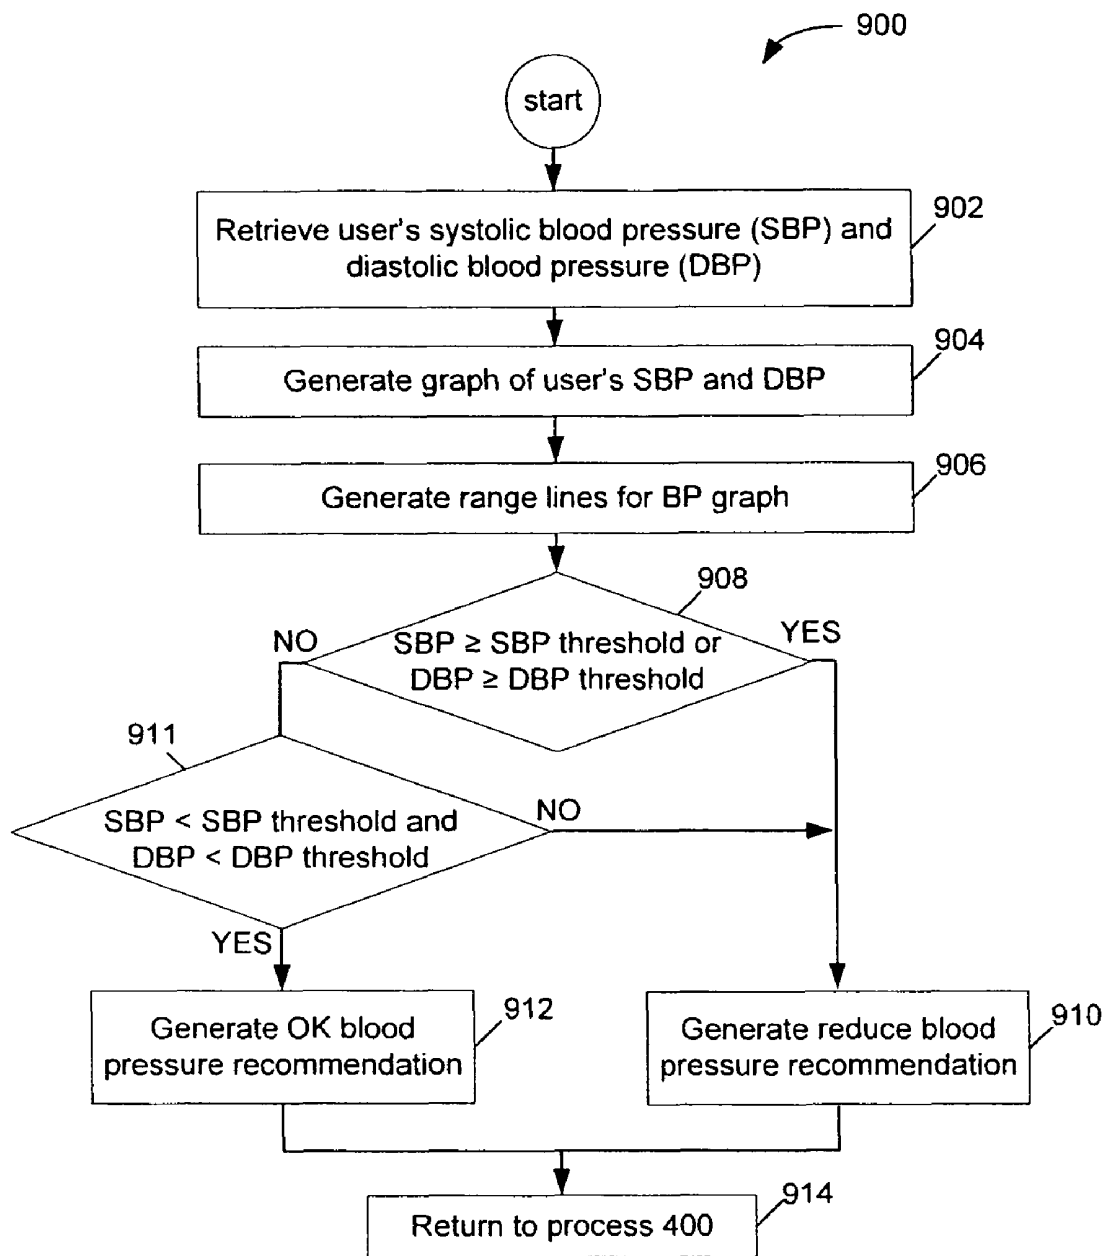 900
start
902
Retrieve user's systolic blood pressure (SBP) and
diastolic blood pressure (DBP)
904
Generate graph of user's SBP and DBP
906
Generate range lines for BP graph
908
SBP ≥ SBP threshold or
DBP ≥ DBP threshold
NO
YES
911
SBP < SBP threshold and
DBP < DBP threshold
NO
YES
912
Generate OK blood
pressure recommendation
910
Generate reduce blood
pressure recommendation
914
Return to process 400